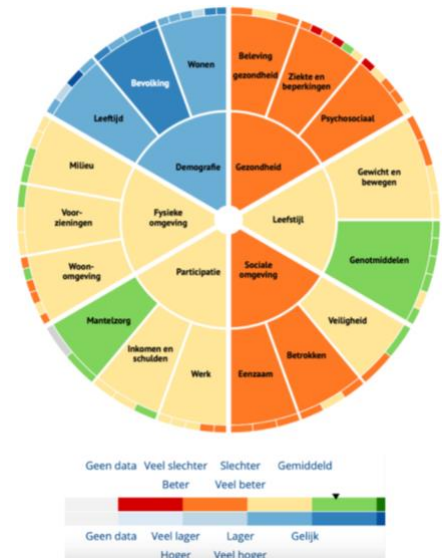 Wonen
Bevolking
Leeftijd
Demografie
Beleving
gezondheid
Ziekte en
beperkingen
Psychosociaal
Gezondheid
Gewicht en
bewegen
Genotmiddelen
Leefstijl
Veiligheid
Betrokken
Eenzaam
Sociale
omgeving
Werk
Inkomen en
schulden
Mantelzorg
Participatie
Woon-
omgeving
Voor-
zieningen
Milieu
Fysieke
omgeving
Geen data Veel slechter Slechter Gemiddeld
Beter Veel beter
Geen data Veel lager Lager Gelijk
Hoger Veel hoger